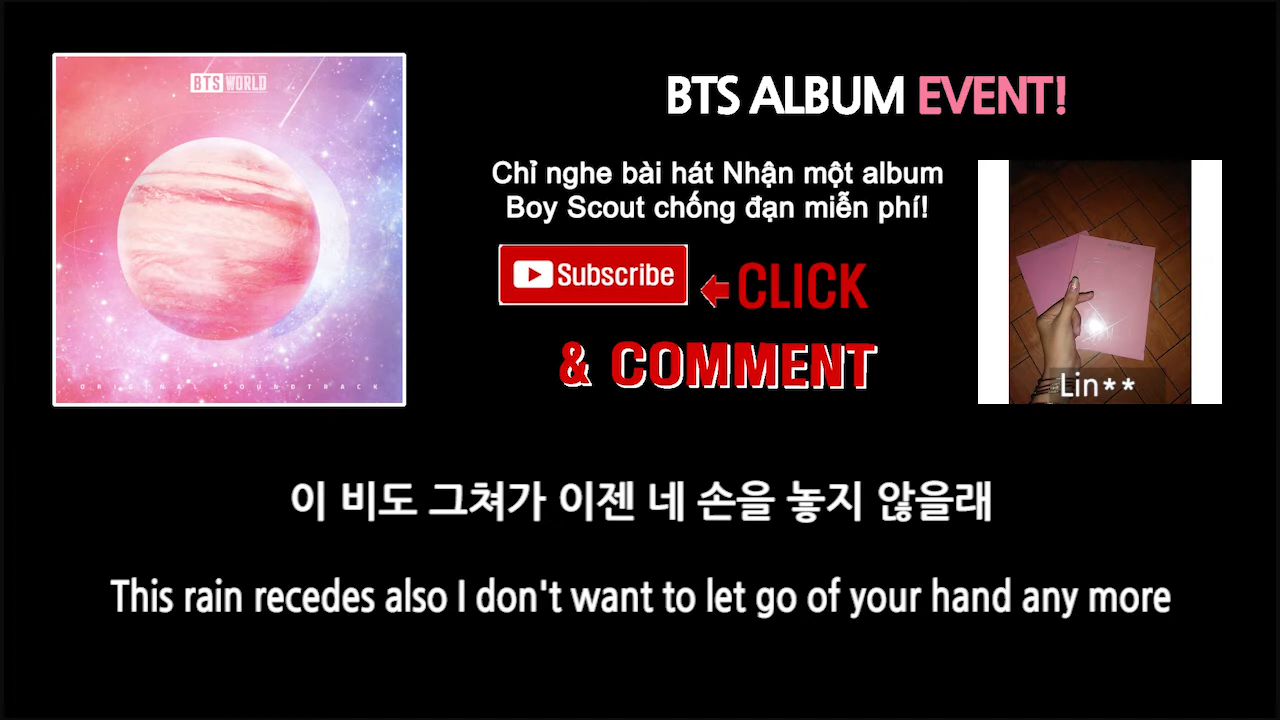 BTS WORLD
ORIGINAL SOUNDTRACK
BTS ALBUM EVENT!
Chỉ nghe bài hát Nhận một album
Boy Scout chống đạn miễn phí!
Subscribe
CLICK
& COMMENT
Lin**
이 비도 그쳐가 이젠 네 손을 놓지 않을래
This rain recedes also I don't want to let go of your hand any more